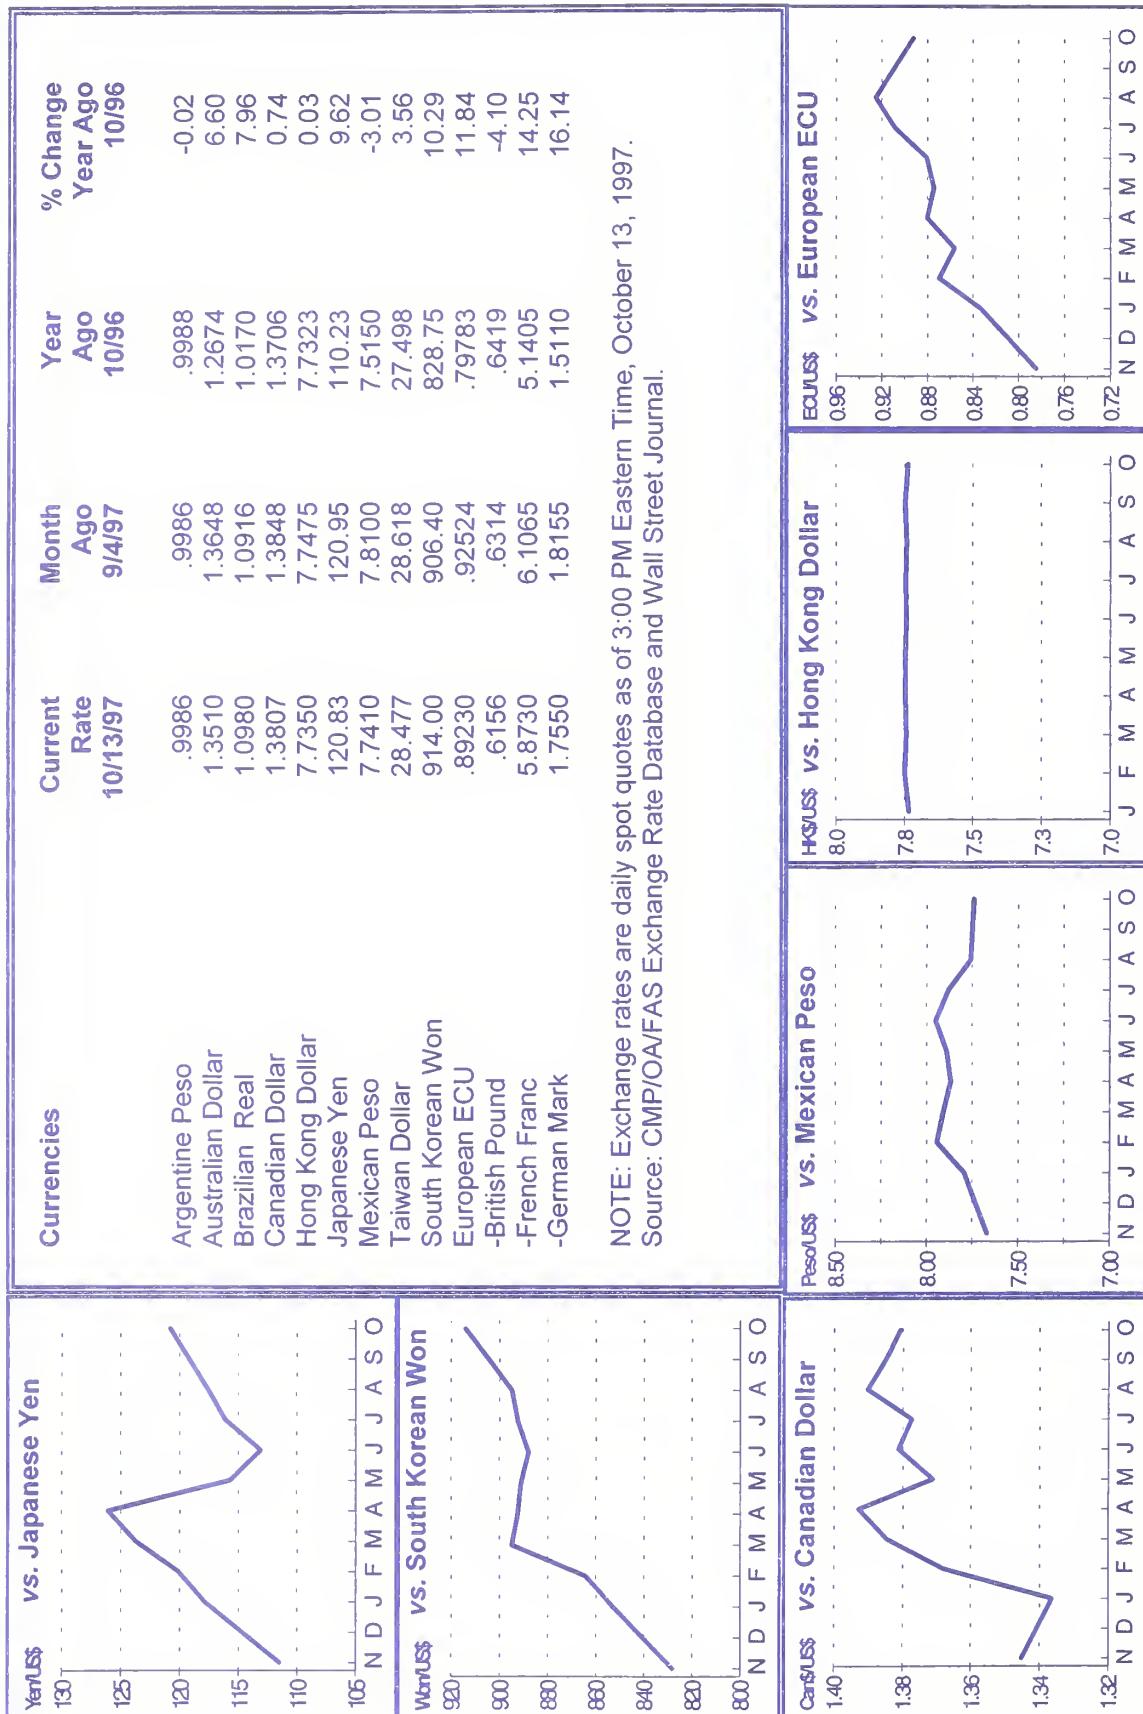 Yen/US$ vs. Japanese Yen
130
125
120
115
110
105
N D J F M A M J J A S O
Won/US$ vs. South Korean Won
920
900
880
860
840
820
800
N D J F M A M J J A S O
Currencies Current Month Year % Change
Rate Ago Ago Year Ago
10/13/97 9/4/97 10/96 10/96
Argentine Peso .9986 .9986 .9988 -0.02
Australian Dollar 1.3510 1.3648 1.2674 6.60
Brazilian Real 1.0980 1.0916 1.0170 7.96
Canadian Dollar 1.3807 1.3848 1.3706 0.74
Hong Kong Dollar 7.7350 7.7475 7.7323 0.03
Japanese Yen 120.83 120.95 110.23 9.62
Mexican Peso 7.7410 7.8100 7.5150 -3.01
Taiwan Dollar 28.477 28.618 27.498 3.56
South Korean Won 914.00 906.40 828.75 10.29
European ECU .89230 .92524 .79783 11.84
-British Pound .6156 .6314 .6419 -4.10
-French Franc 5.8730 6.1065 5.1405 14.25
-German Mark 1.7550 1.8155 1.5110 16.14
NOTE: Exchange rates are daily spot quotes as of 3:00 PM Eastern Time, October 13, 1997.
Source: CMP/OA/FAS Exchange Rate Database and Wall Street Journal.
Can$/US$ vs. Canadian Dollar
1.40
1.38
1.36
1.34
1.32
N D J F M A M J J A S O
Peso/US$ vs. Mexican Peso
8.50
8.00
7.50
7.00
N D J F M A M J J A S O
HK$/US$ vs. Hong Kong Dollar
8.0
7.8
7.5
7.3
7.0
J F M A M J J A S O
ECU/US$ vs. European ECU
0.96
0.92
0.88
0.84
0.80
0.76
0.72
N D J F M A M J J A S O